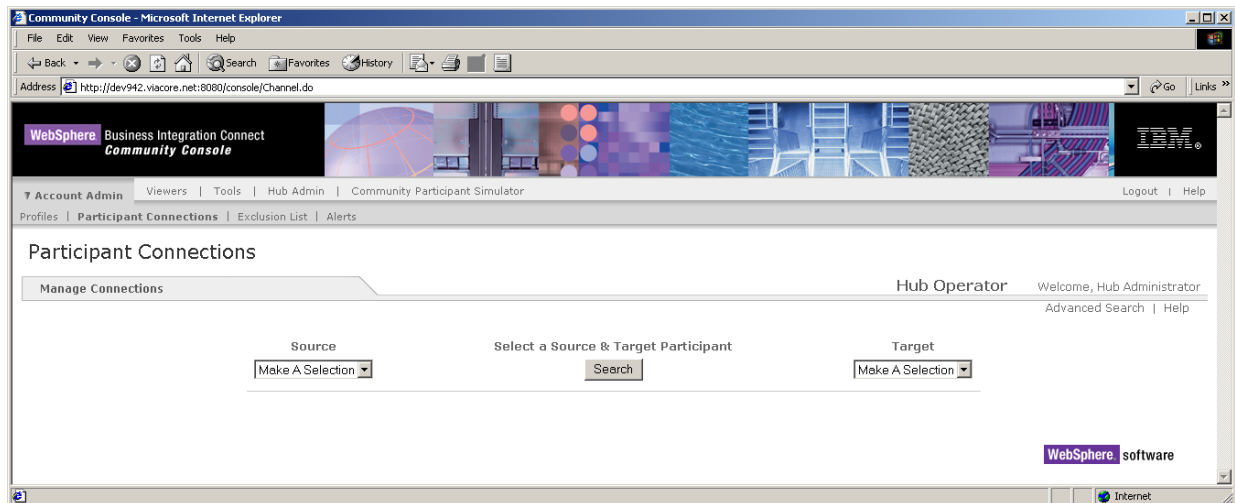 Community Console - Microsoft Internet Explorer
File Edit View Favorites Tools Help
Back Search Favorites History
Address http://dev942.viacore.net:8080/console/Channel.do Go Links »
WebSphere. Business Integration Connect
Community Console
IBM®
Account Admin Viewers | Tools | Hub Admin | Community Participant Simulator Logout | Help
Profiles | Participant Connections | Exclusion List | Alerts
Participant Connections
Manage Connections Hub Operator Welcome, Hub Administrator
Advanced Search | Help
Source Select a Source & Target Participant Target
Make A Selection Search Make A Selection
WebSphere. software
Internet